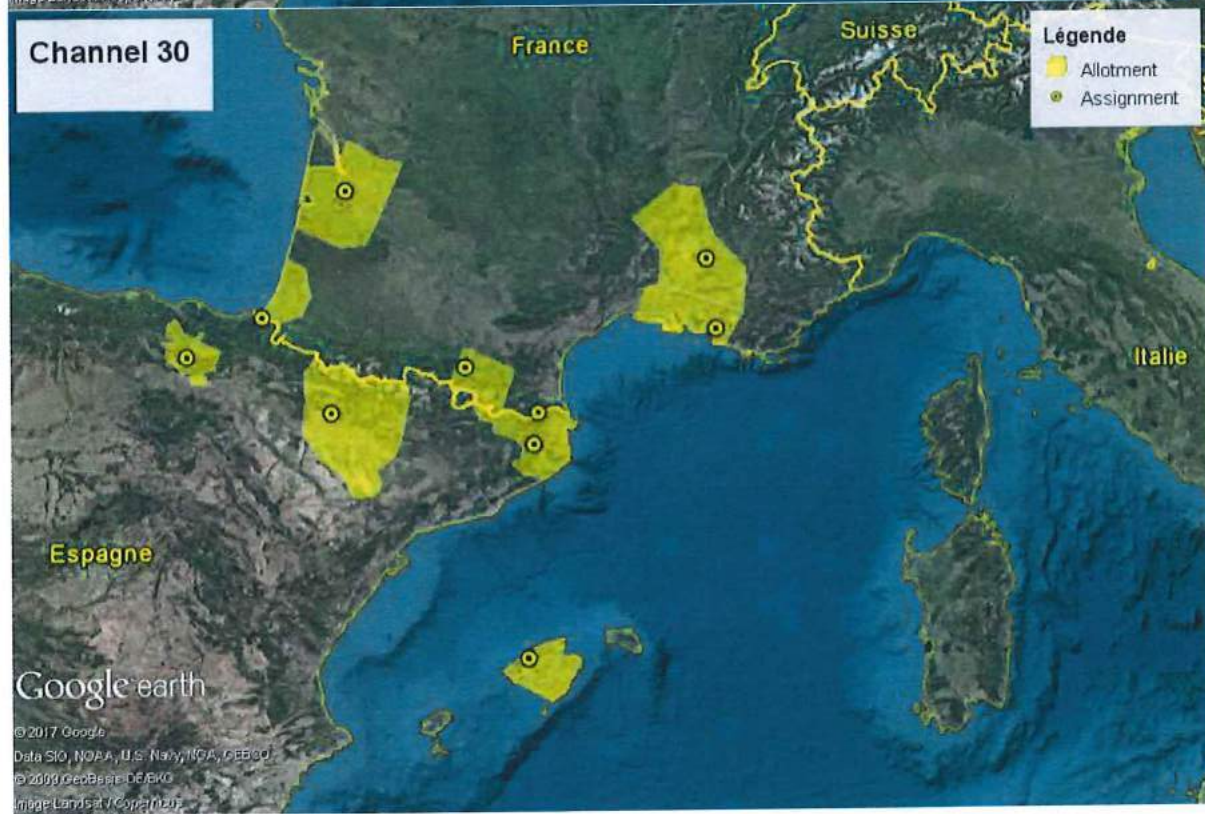 Channel 30
France
Suisse
Légende
Allotment
Assignment
Italie
Espagne
Google earth
© 2017 Google
Data SIO, NOAA, U.S. Navy, NGA, GEBCO
© 2009 GeoBasis-DE/BKG
Image Landsat / Copernicus